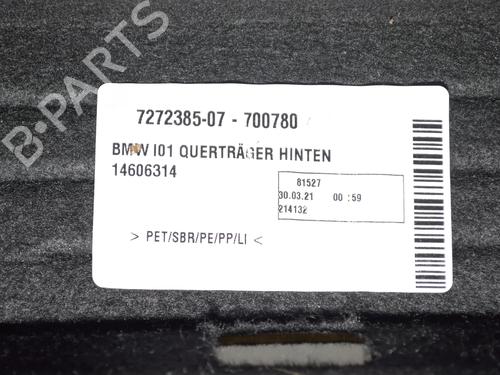 7272385-07 - 700780
BMW I01 QUERTRÄGER HINTEN
14606314
81527
30.03.21 00 :59
214132
> PET/SBR/PE/PP/LI <
B-PARTS